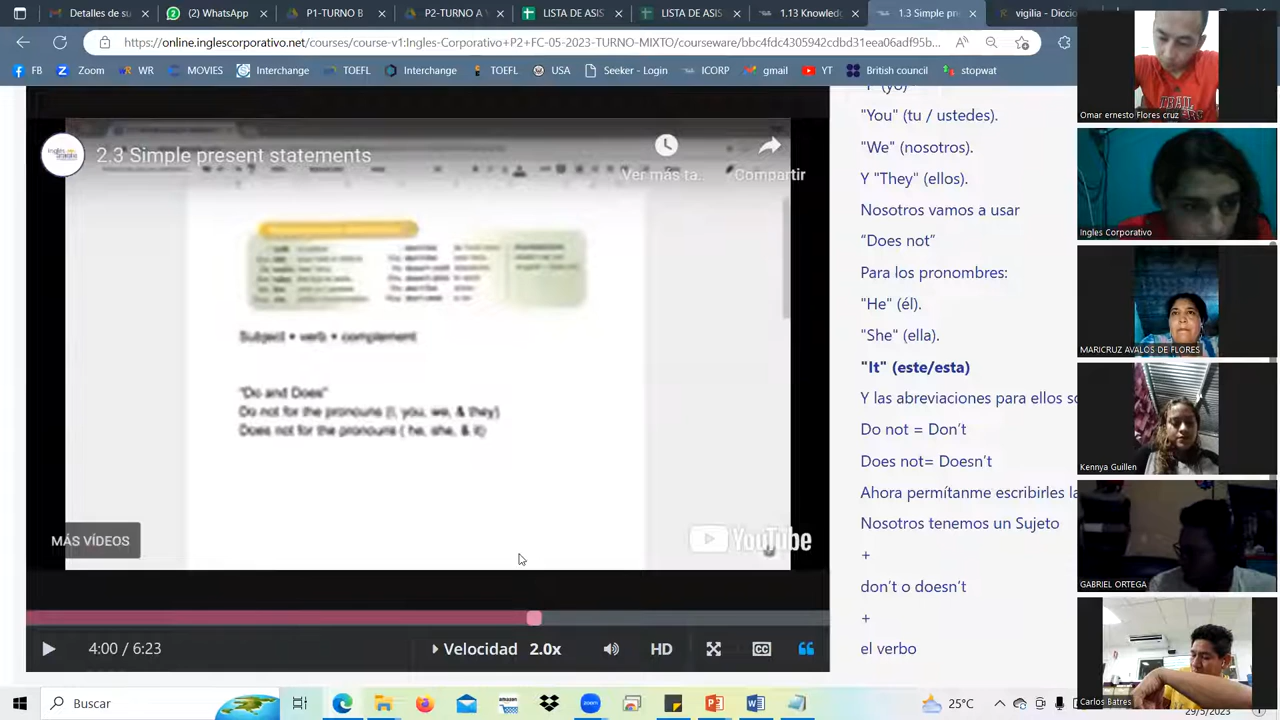 Detalles de su
(2) WhatsApp
P1-TURNO B
P2-TURNO A
LISTA DE ASIS
LISTA DE ASIS
1.13 Knowled
1.3 Simple pre
vigilia - Diccio
https://online.inglescorporativo.net/courses/course-v1:Ingles-Corporativo+P2+FC-05-2023-TURNO-MIXTO/courseware/bbc4fdc4305942cdbd31eea06adf95b...
FB
Zoom
WR
MOVIES
Interchange
TOEFL
Interchange
TOEFL
USA
Seeker - Login
ICORP
gmail
YT
British council
stopwat
2.3 Simple present statements
Ver más ta...
Compartir
Subject + verb + complement
"Do and Does"
Do not for the pronouns (I, you, we, & they)
Does not for the pronouns ( he, she, & it)
MÁS VÍDEOS
YouTube
4:00 / 6:23
Velocidad 2.0x
HD
"I" (yo)
"You" (tu / ustedes).
"We" (nosotros).
Y "They" (ellos).
Nosotros vamos a usar
“Does not”
Para los pronombres:
"He" (él).
"She" (ella).
"It" (este/esta)
Y las abreviaciones para ellos so
Do not = Don’t
Does not= Doesn’t
Ahora permítanme escribirles la
Nosotros tenemos un Sujeto
+
don’t o doesn’t
+
el verbo
Omar ernesto Flores cruz
Ingles Corporativo
MARICRUZ AVALOS DE FLORES
Kennya Guillen
GABRIEL ORTEGA
Carlos Batres
Buscar
25°C
29/5/2023